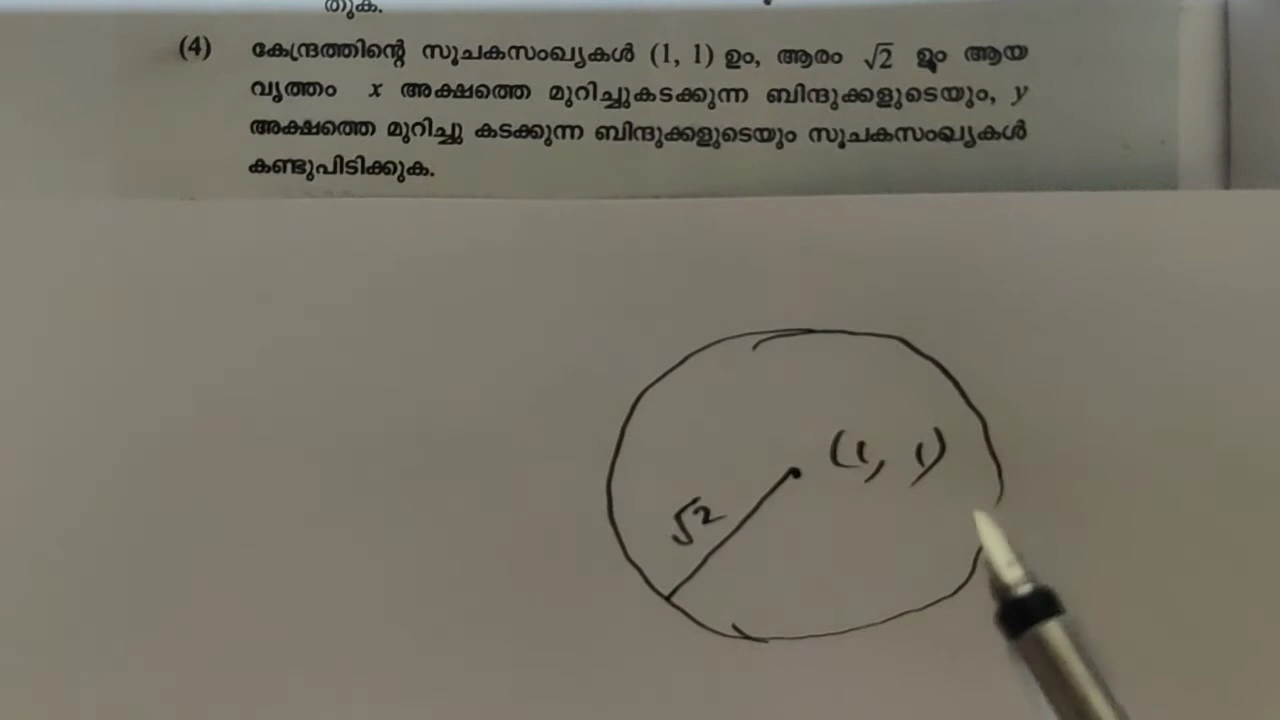 തുക.
(4) കേന്ദ്രത്തിന്റെ സൂചകസംഖ്യകൾ (1, 1) ഉം, ആരം √2 ളും ആയ
വൃത്തം x അക്ഷത്തെ മുറിച്ചുകടക്കുന്ന ബിന്ദുക്കളുടെയും, y
അക്ഷത്തെ മുറിച്ചു കടക്കുന്ന ബിന്ദുക്കളുടെയും സൂചകസംഖ്യകൾ
കണ്ടുപിടിക്കുക.
(1, 1)
√2